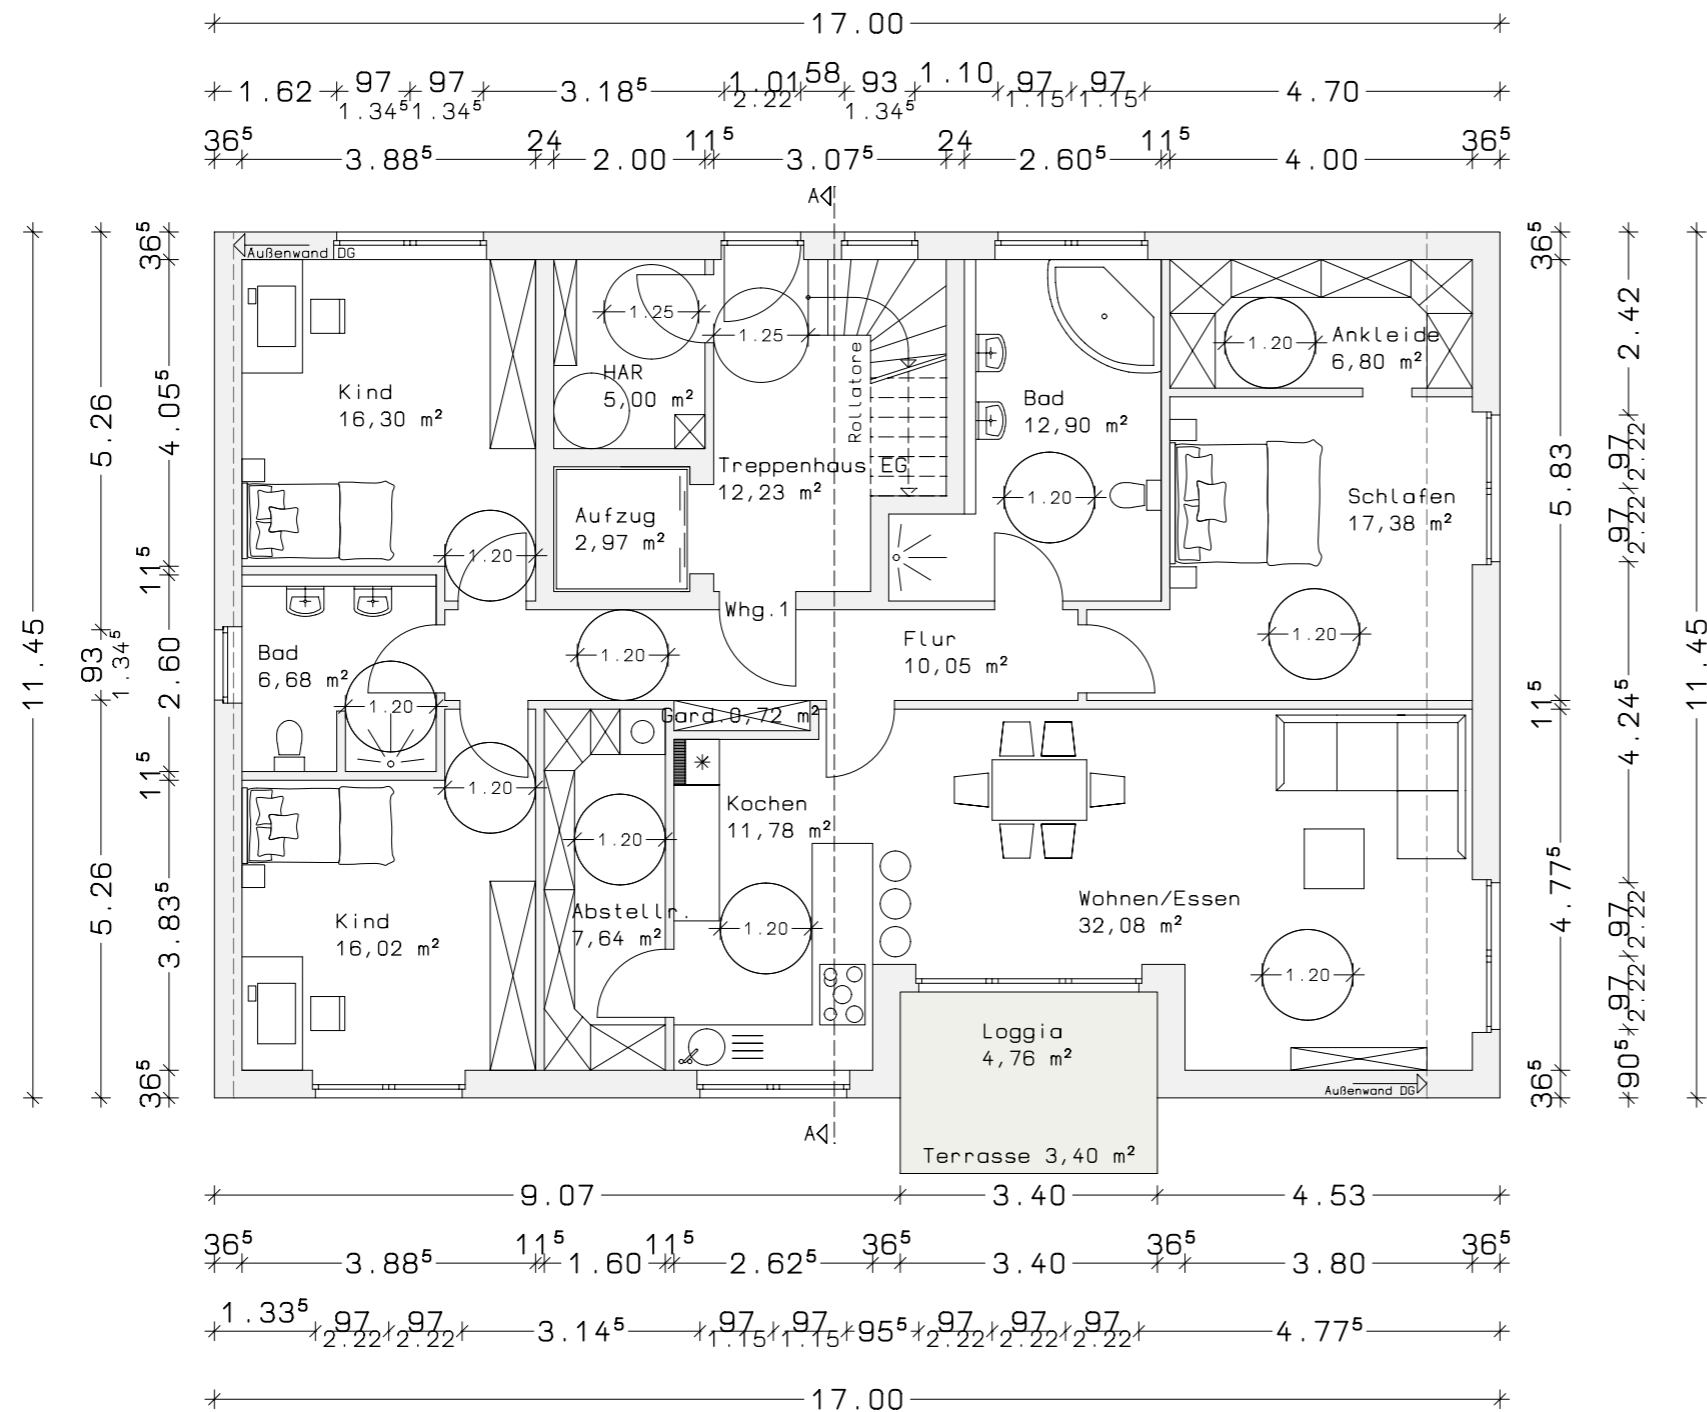 17.00
1.62 97 97 3.18⁵ 1.01 58 93 1.10 97 97 4.70
1.34⁵ 1.34⁵ 2.22 1.34⁵ 1.15 1.15
36⁵ 24 11⁵ 24 11⁵ 36⁵
3.88⁵ 2.00 3.07⁵ 2.60⁵ 4.00
A
Außenwand DG
36⁵ 36⁵
11.45
5.26
93
1.34⁵
5.26
4.05⁵
11⁵
2.60
11⁵
3.83⁵
36⁵
Kind
16,30 m²
1.20
1.25
HAR
5,00 m²
1.25
Rollatore
Treppenhaus EG
12,23 m²
Aufzug
2,97 m²
Bad
12,90 m²
1.20
1.20
Ankleide
6,80 m²
Schlafen
17,38 m²
1.20
Whg.1
Flur
10,05 m²
1.20
Bad
6,68 m²
1.20
1.20
Gard.0,72 m²
Kochen
11,78 m²
1.20
1.20
Abstellr.
7,64 m²
Kind
16,02 m²
Wohnen/Essen
32,08 m²
1.20
Loggia
4,76 m²
Außenwand DG
A
Terrasse 3,40 m²
5.83
11⁵
4.77⁵
36⁵
2.42
97
2.22
97
2.22
4.24⁵
97
2.22
97
2.22
90⁵
11.45
9.07 3.40 4.53
36⁵ 11⁵ 11⁵ 36⁵ 36⁵ 36⁵
3.88⁵ 1.60 2.62⁵ 3.40 3.80
1.33⁵ 97 97 3.14⁵ 97 97 95⁵ 97 97 97 4.77⁵
2.22 2.22 1.15 1.15 2.22 2.22 2.22
17.00